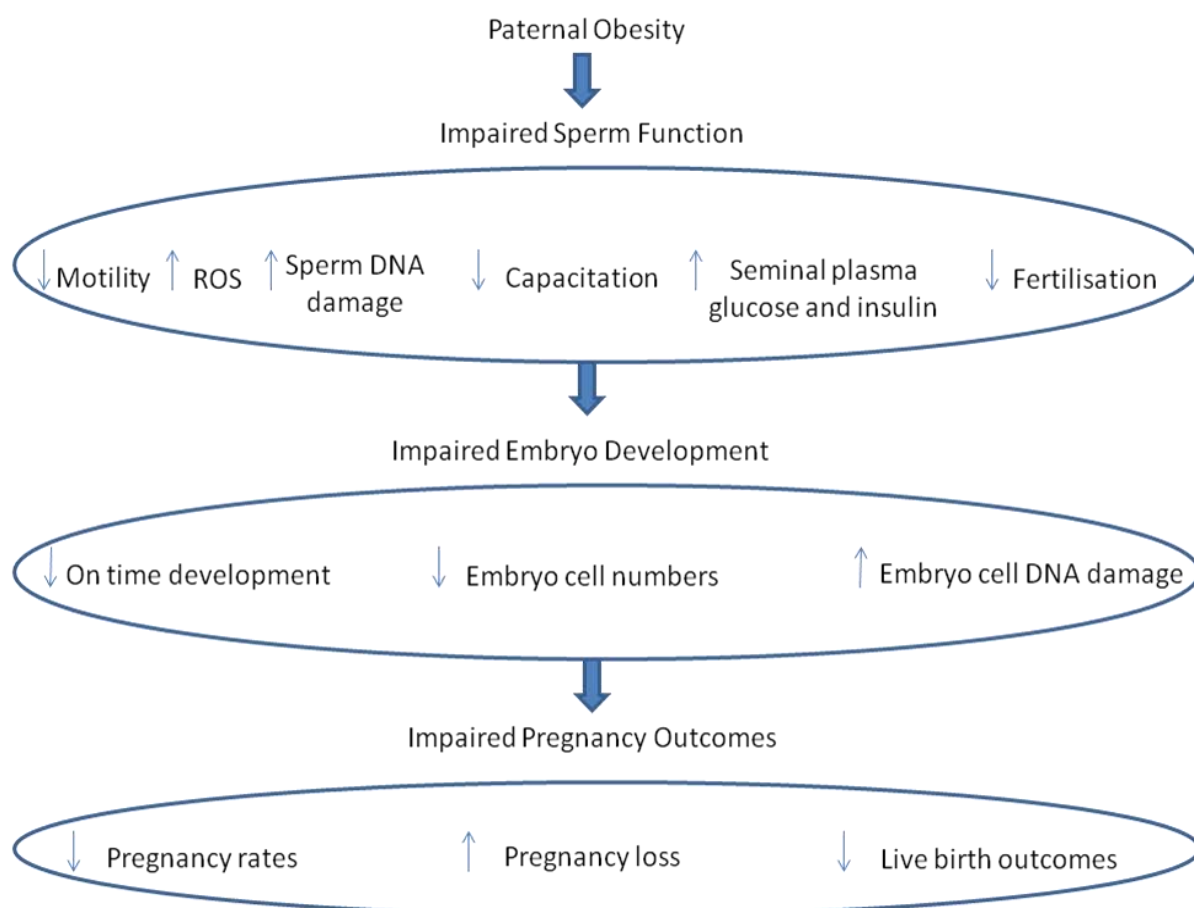 Paternal Obesity
Impaired Sperm Function
↓ Motility ↑ ROS ↑ Sperm DNA damage ↓ Capacitation ↑ Seminal plasma glucose and insulin ↓ Fertilisation
Impaired Embryo Development
↓ On time development ↓ Embryo cell numbers ↑ Embryo cell DNA damage
Impaired Pregnancy Outcomes
↓ Pregnancy rates ↑ Pregnancy loss ↓ Live birth outcomes